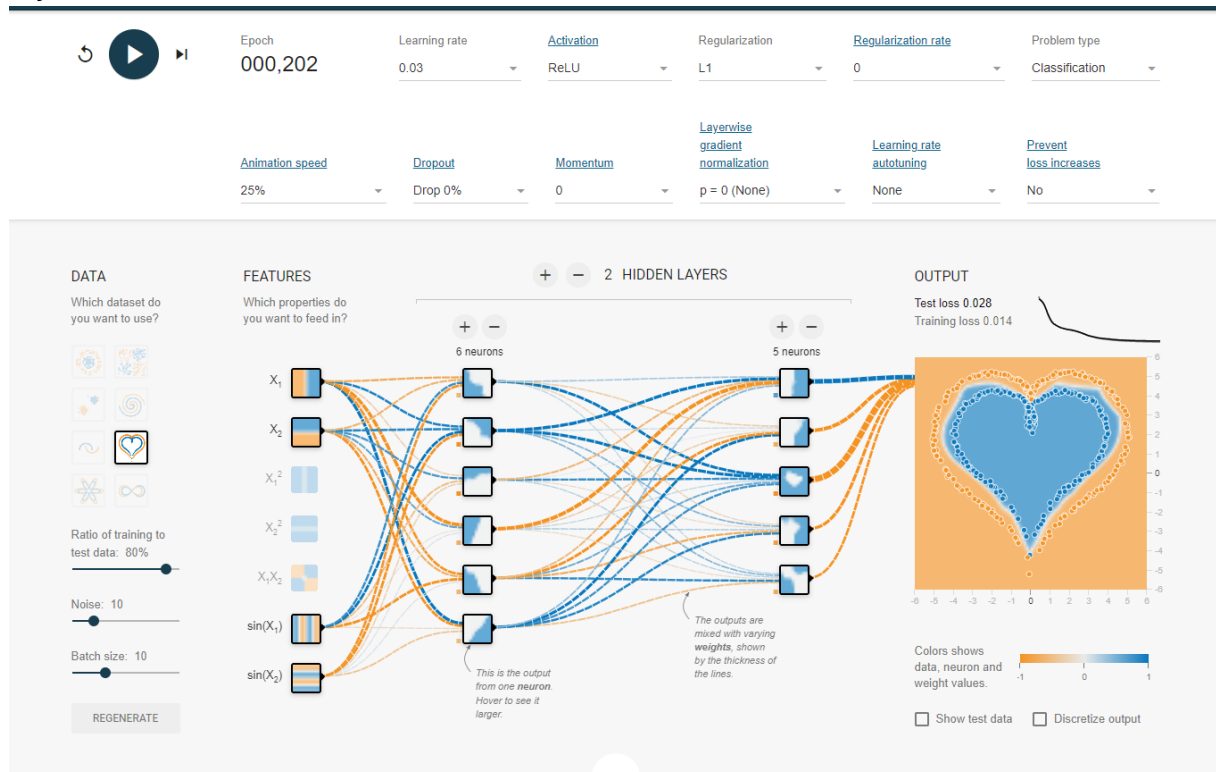 Epoch
000,202
Learning rate
0.03
Activation
ReLU
Regularization
L1
Regularization rate
0
Problem type
Classification
Animation speed
25%
Dropout
Drop 0%
Momentum
0
Layerwise
gradient
normalization
p = 0 (None)
Learning rate
autotuning
None
Prevent
loss increases
No
DATA
Which dataset do
you want to use?
Ratio of training to
test data: 80%
Noise: 10
Batch size: 10
REGENERATE
FEATURES
Which properties do
you want to feed in?
X₁
X₂
X₁²
X₂²
X₁X₂
sin(X₁)
sin(X₂)
+ − 2 HIDDEN LAYERS
+ −
6 neurons
+ −
5 neurons
This is the output
from one neuron.
Hover to see it
larger.
The outputs are
mixed with varying
weights, shown
by the thickness of
the lines.
OUTPUT
Test loss 0.028
Training loss 0.014
6
5
4
3
2
1
0
-1
-2
-3
-4
-5
-6
-6 -5 -4 -3 -2 -1 0 1 2 3 4 5 6
Colors shows
data, neuron and
weight values.
-1 0 1
Show test data
Discretize output